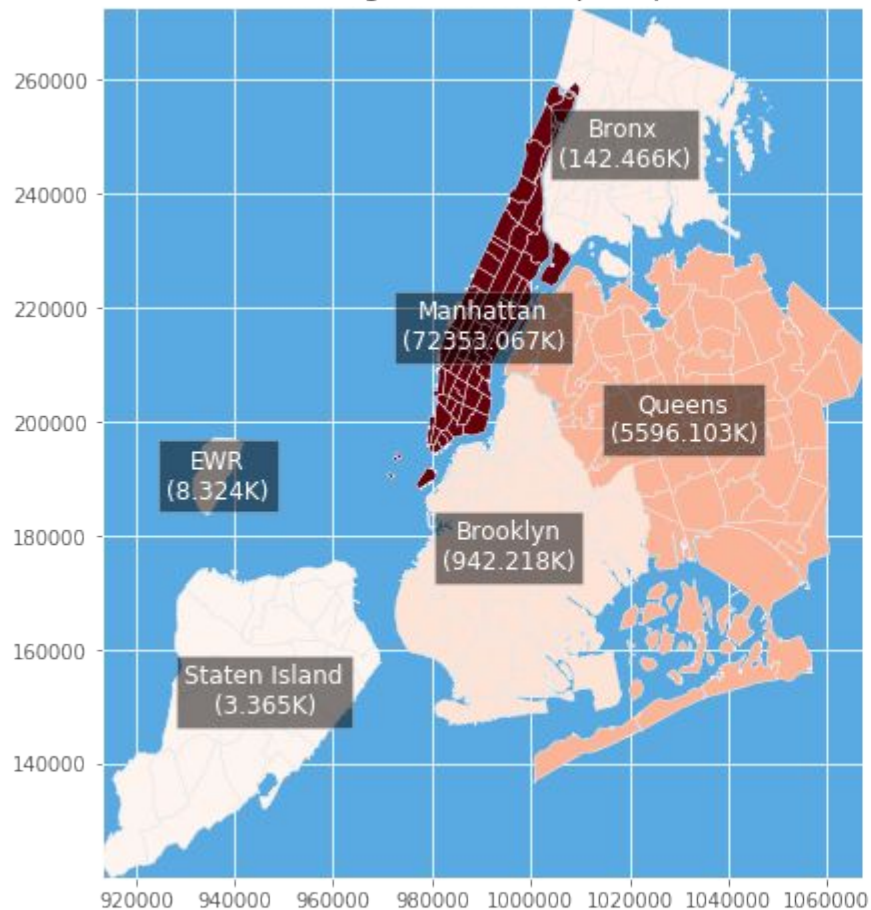 260000
240000
220000
200000
180000
160000
140000
Bronx
(142.466K)
Manhattan
(72353.067K)
Queens
(5596.103K)
EWR
(8.324K)
Brooklyn
(942.218K)
Staten Island
(3.365K)
920000 940000 960000 980000 1000000 1020000 1040000 1060000